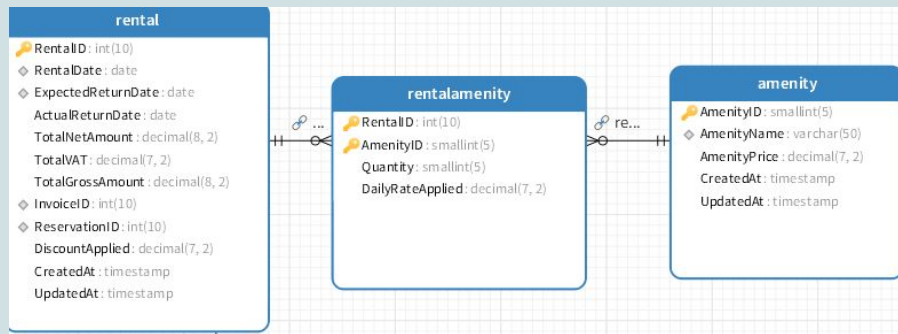 rental
RentalID: int(10)
RentalDate: date
ExpectedReturnDate: date
ActualReturnDate: date
TotalNetAmount: decimal(8, 2)
TotalVAT: decimal(7, 2)
TotalGrossAmount: decimal(8, 2)
InvoiceID: int(10)
ReservationID: int(10)
DiscountApplied: decimal(7, 2)
CreatedAt: timestamp
UpdatedAt: timestamp
...
rentalamenity
RentalID: int(10)
AmenityID: smallint(5)
Quantity: smallint(5)
DailyRateApplied: decimal(7, 2)
re...
amenity
AmenityID: smallint(5)
AmenityName: varchar(50)
AmenityPrice: decimal(7, 2)
CreatedAt: timestamp
UpdatedAt: timestamp